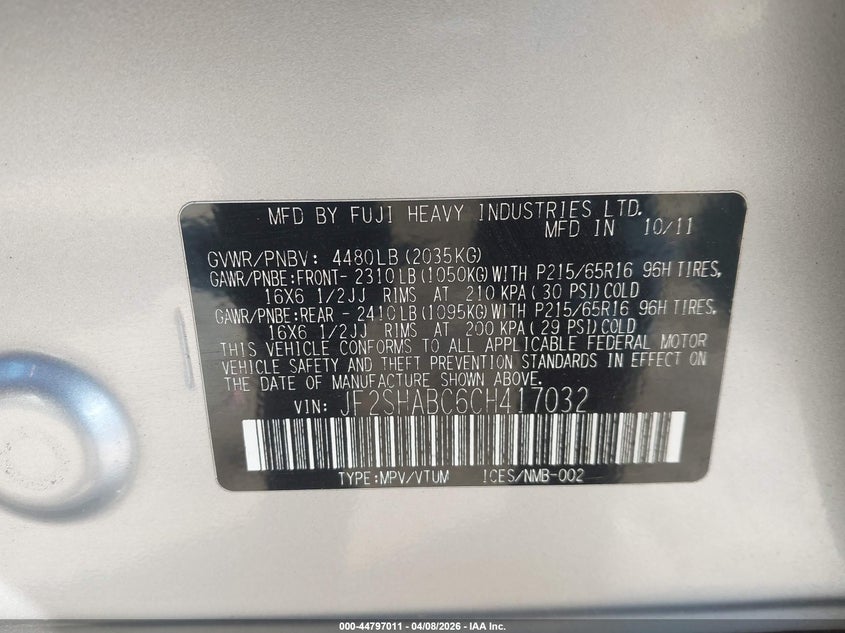 MFD BY FUJI HEAVY INDUSTRIES LTD.
MFD IN 10/11
GVWR/PNBV: 4480LB(2035KG)
GAWR/PNBE:FRONT- 2310LB(1050KG)WITH P215/65R16 96H TIRES,
16X6 1/2JJ RIMS AT 210 KPA(30 PSI)COLD
GAWR/PNBE:REAR - 2410LB(1095KG)WITH P215/65R16 96H TIRES,
16X6 1/2JJ RIMS AT 200 KPA(29 PSI)COLD
THIS VEHICLE CONFORMS TO ALL APPLICABLE FEDERAL MOTOR
VEHICLE SAFETY AND THEFT PREVENTION STANDARDS IN EFFECT ON
THE DATE OF MANUFACTURE SHOWN ABOVE.
VIN: JF2SHABC6CH417032
TYPE:MPV/VTUM ICES/NMB-002
000-44797011 - 04/08/2026 - IAA Inc.